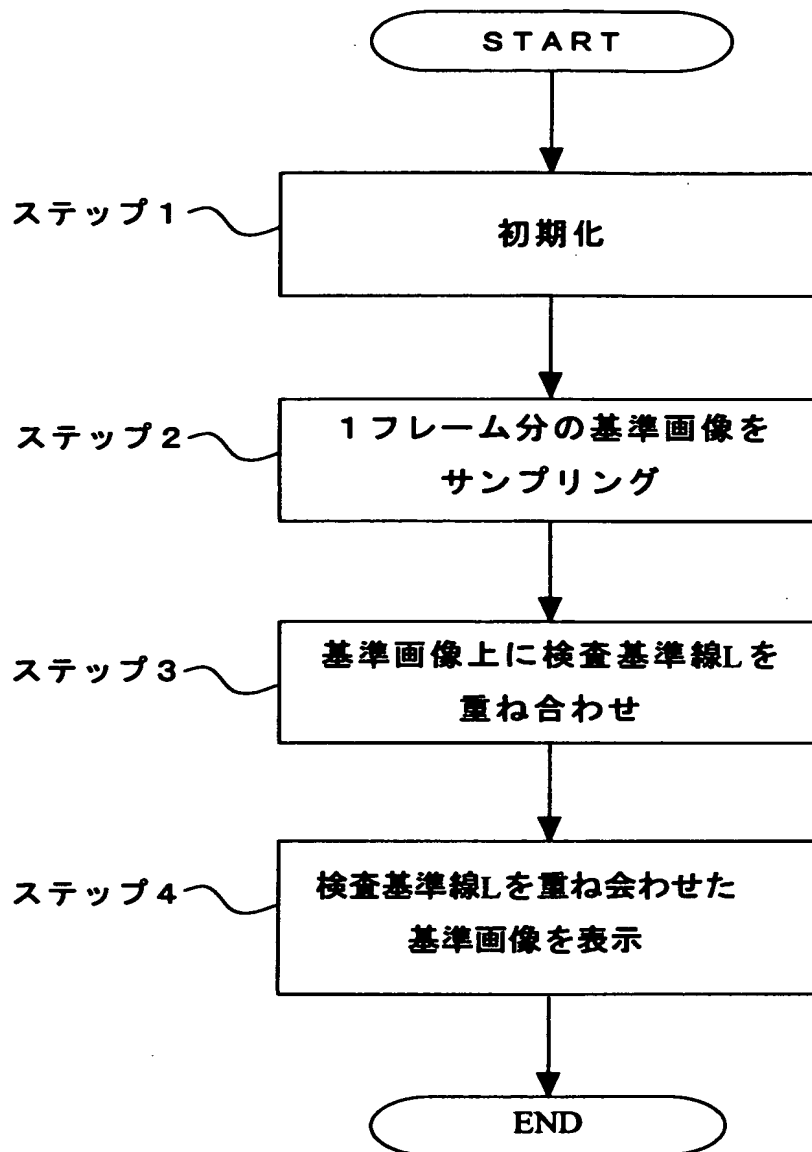 START
ステップ1
初期化
ステップ2
1フレーム分の基準画像を
サンプリング
ステップ3
基準画像上に検査基準線Lを
重ね合わせ
ステップ4
検査基準線Lを重ね会わせた
基準画像を表示
END